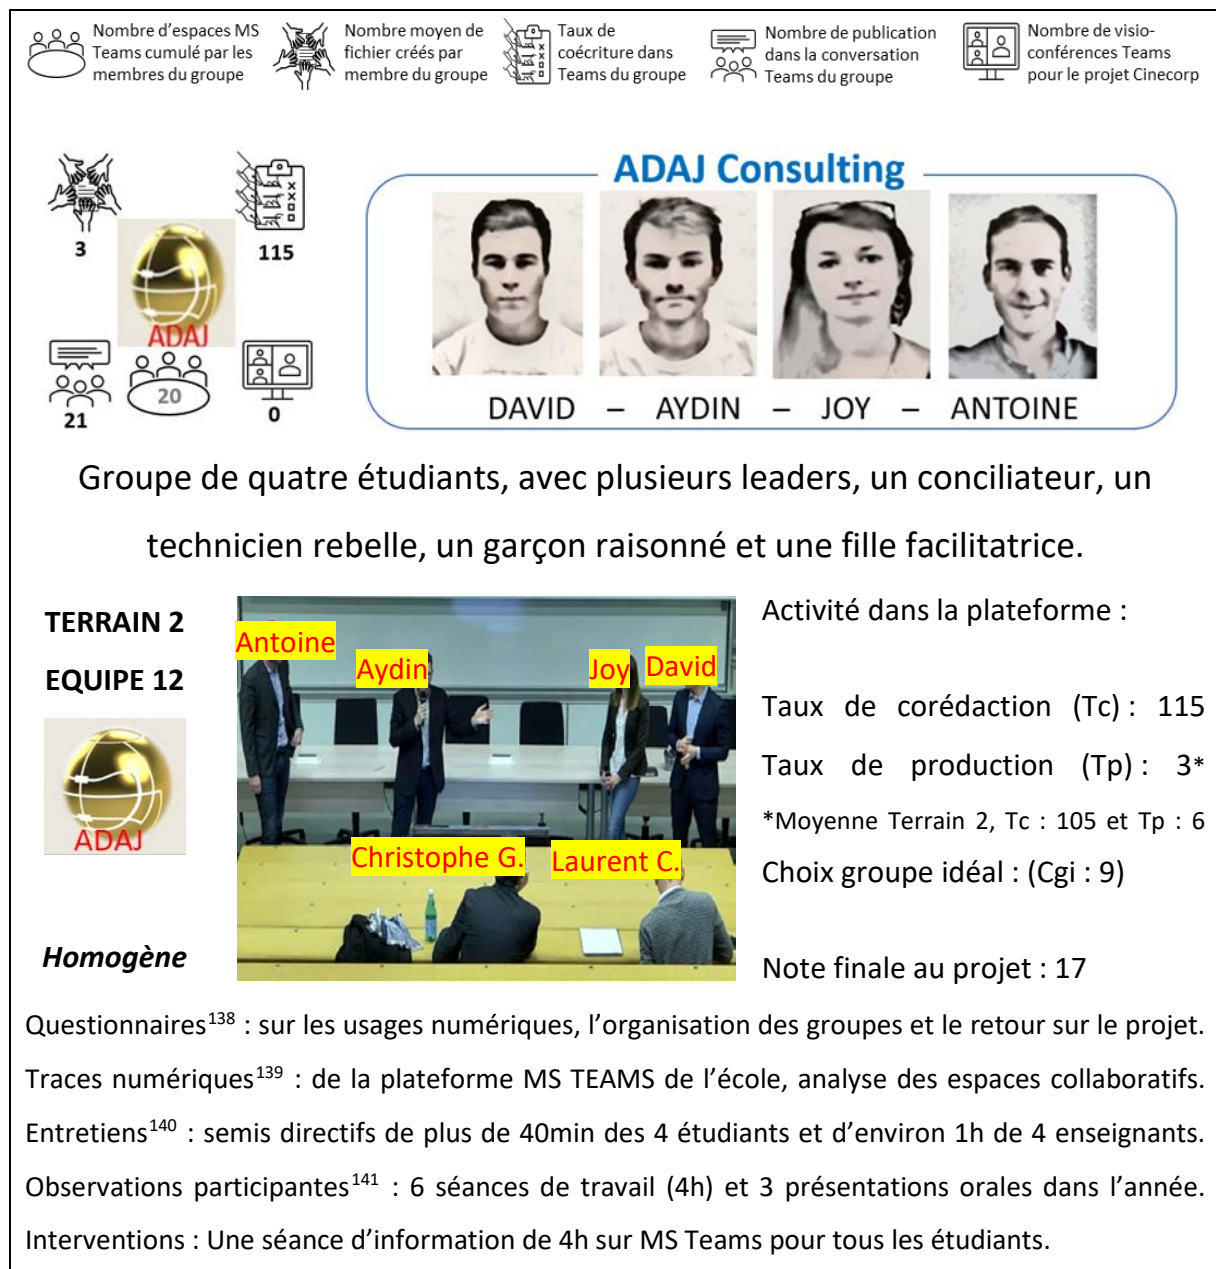 Nombre d'espaces MS
Teams cumulé par les
membres du groupe
Nombre moyen de
fichier créés par
membre du groupe
Taux de
coécriture dans
Teams du groupe
Nombre de publication
dans la conversation
Teams du groupe
Nombre de visio-
conférences Teams
pour le projet Cinecorp
3
115
ADAJ
21
20
0
ADAJ Consulting
DAVID – AYDIN – JOY – ANTOINE
Groupe de quatre étudiants, avec plusieurs leaders, un conciliateur, un
technicien rebelle, un garçon raisonné et une fille facilitatrice.
TERRAIN 2
EQUIPE 12
ADAJ
Homogène
Antoine
Aydin
Joy
David
Christophe G.
Laurent C.
Activité dans la plateforme :
Taux de corédaction (Tc) : 115
Taux de production (Tp) : 3*
*Moyenne Terrain 2, Tc : 105 et Tp : 6
Choix groupe idéal : (Cgi : 9)
Note finale au projet : 17
Questionnaires138 : sur les usages numériques, l'organisation des groupes et le retour sur le projet.
Traces numériques139 : de la plateforme MS TEAMS de l'école, analyse des espaces collaboratifs.
Entretiens140 : semis directifs de plus de 40min des 4 étudiants et d'environ 1h de 4 enseignants.
Observations participantes141 : 6 séances de travail (4h) et 3 présentations orales dans l'année.
Interventions : Une séance d'information de 4h sur MS Teams pour tous les étudiants.